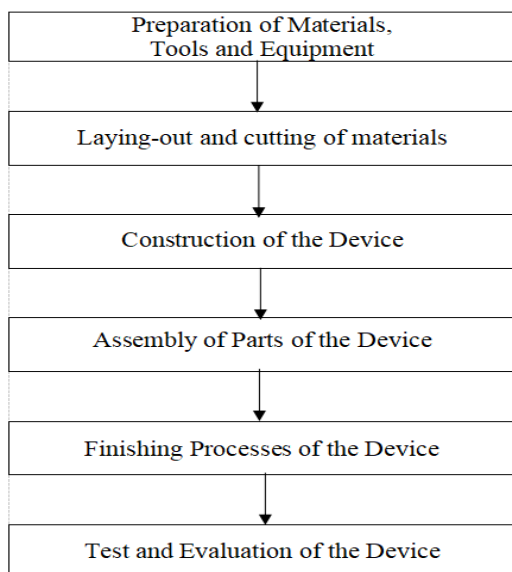 Preparation of Materials,
Tools and Equipment
Laying-out and cutting of materials
Construction of the Device
Assembly of Parts of the Device
Finishing Processes of the Device
Test and Evaluation of the Device